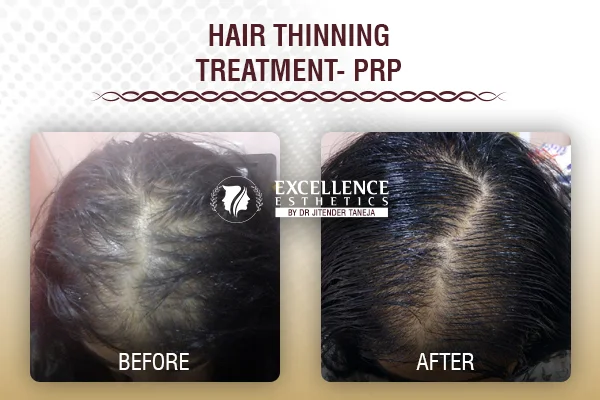 HAIR THINNING
TREATMENT- PRP
EXCELLENCE
ESTHETICS
BY DR JITENDER TANEJA
BEFORE
AFTER